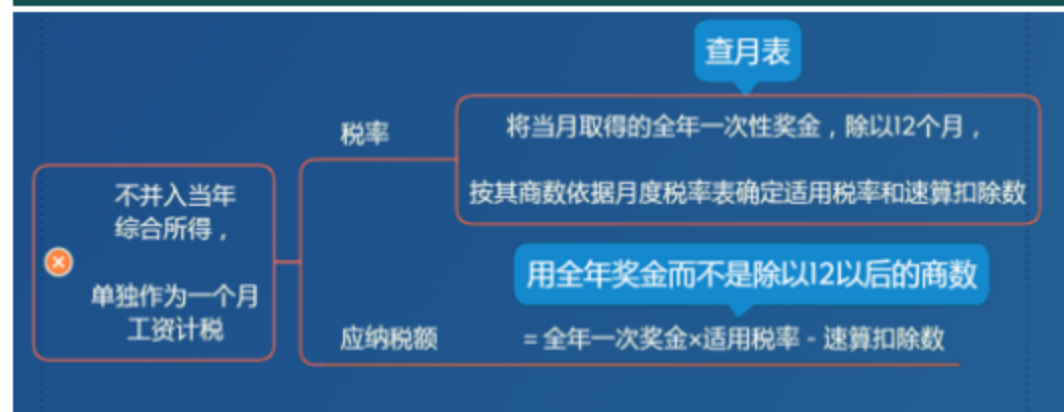 查月表
税率
将当月取得的全年一次性奖金，除以12个月，
按其商数依据月度税率表确定适用税率和速算扣除数
不并入当年
综合所得，
单独作为一个月
工资计税
用全年奖金而不是除以12以后的商数
应纳税额
=全年一次奖金×适用税率-速算扣除数